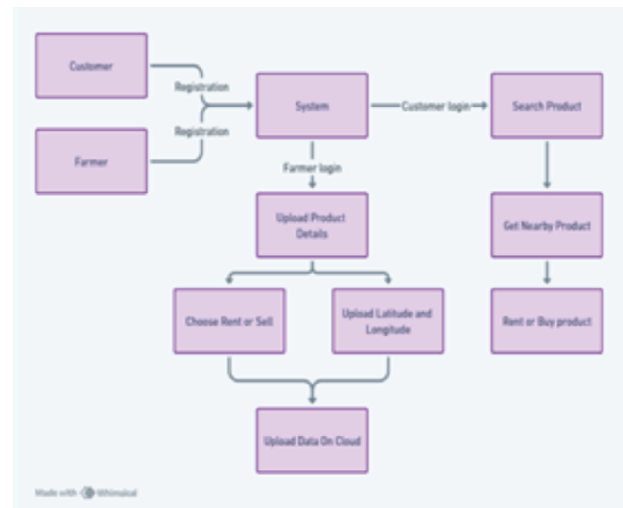 Customer
Registration
System
Customer login
Search Product
Registration
Farmer
Farmer login
Upload Product
Details
Get Nearby Product
Choose Rent or Sell
Upload Latitude and
Longitude
Rent or Buy product
Upload Data On Cloud
Made with Whimsical